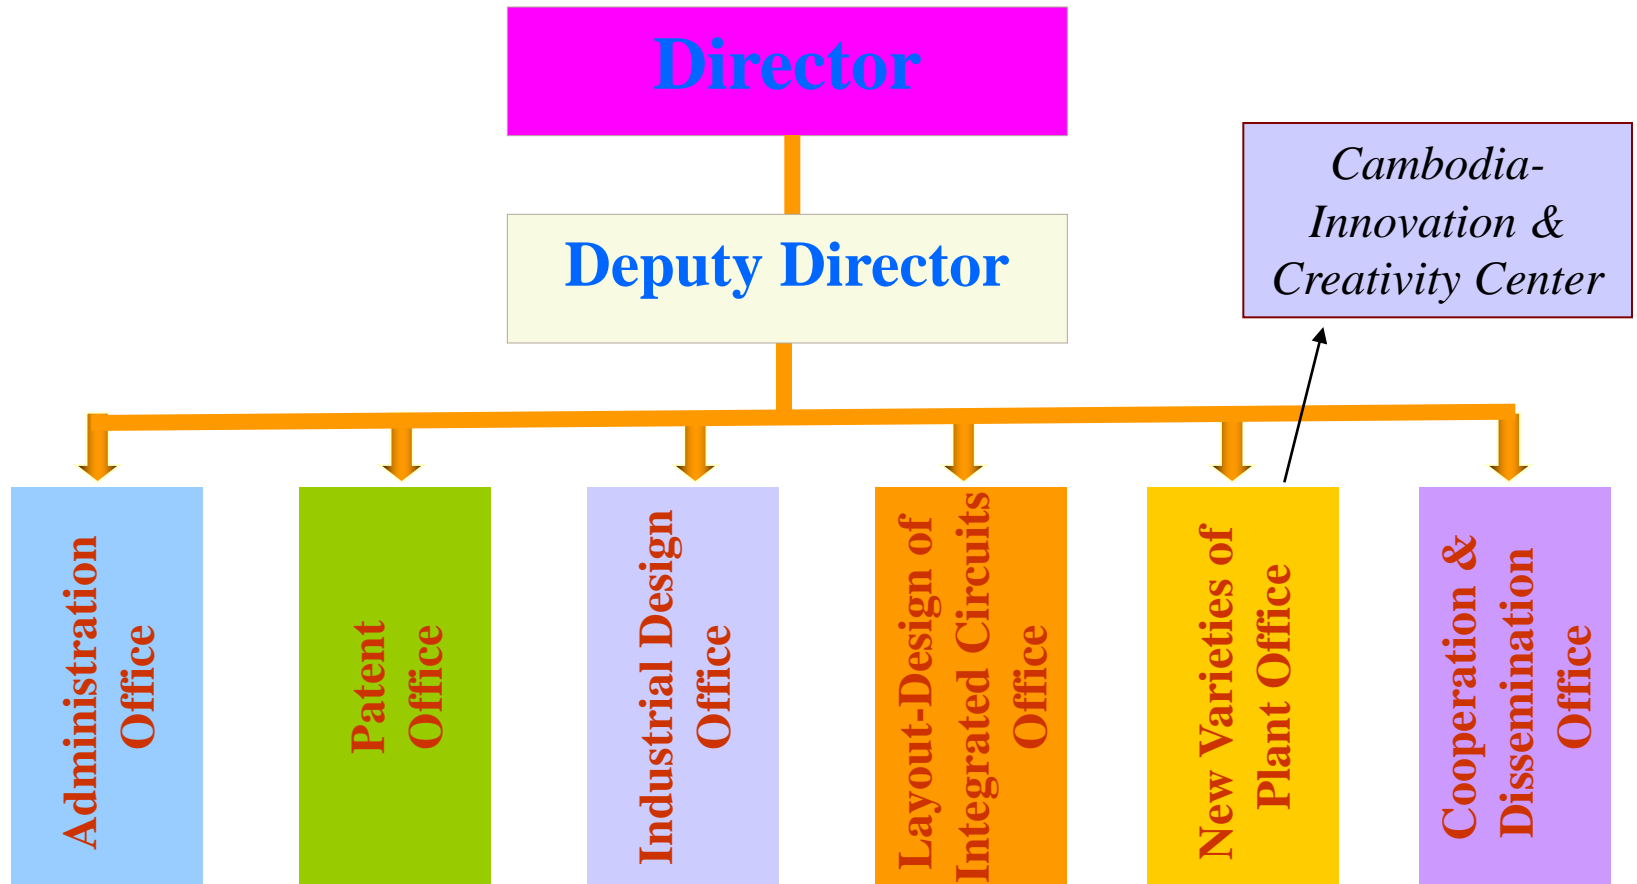 Director
Cambodia-
Innovation &
Creativity Center
Deputy Director
Administration
Office
Patent
Office
Industrial Design
Office
Layout-Design of
Integrated Circuits
Office
New Varieties of
Plant Office
Cooperation &
Dissemination
Office